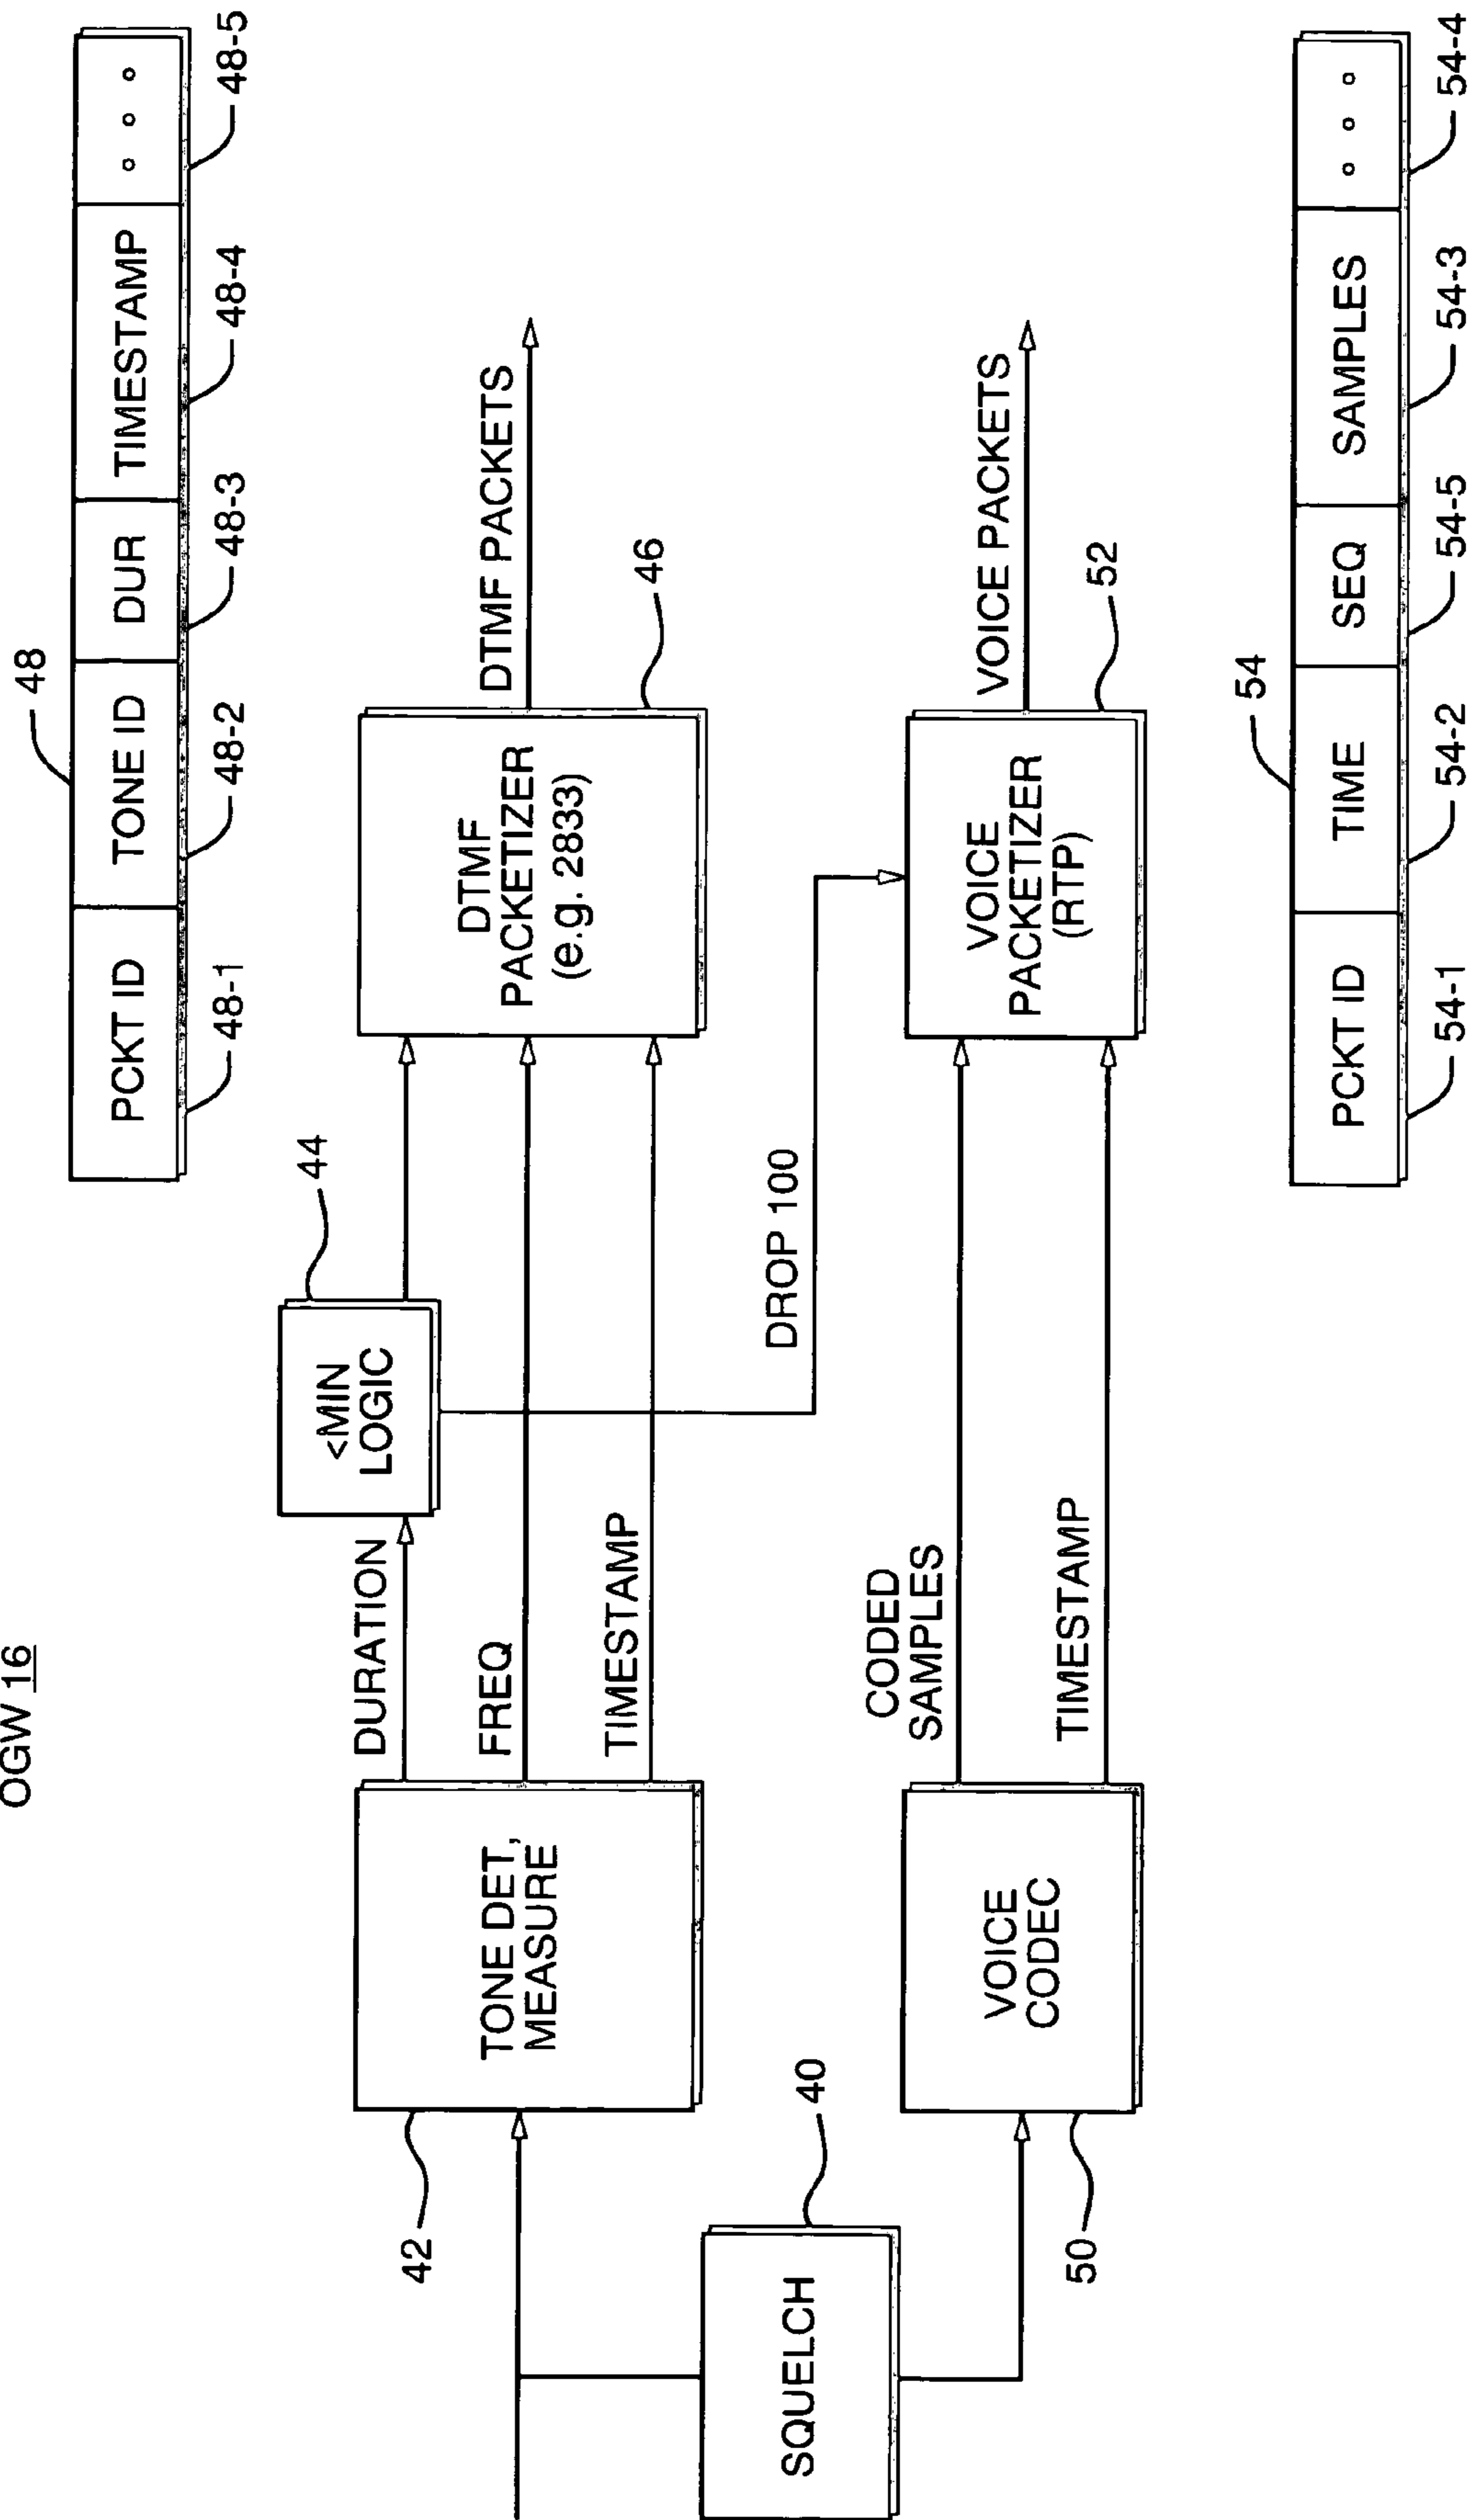 OGW 16
48
PCKT ID
TONE ID
DUR
TIMESTAMP
48-1
48-2
48-3
48-4
48-5
44
<MIN
LOGIC
DURATION
FREQ
TIMESTAMP
42
TONE DET,
MEASURE
DTMF
PACKETIZER
(e.g. 2833)
46
DTMF PACKETS
DROP 100
40
SQUELCH
50
VOICE
CODEC
CODED
SAMPLES
TIMESTAMP
VOICE
PACKETIZER
(RTP)
52
VOICE PACKETS
54
PCKT ID
TIME
SEQ
SAMPLES
54-1
54-2
54-5
54-3
54-4